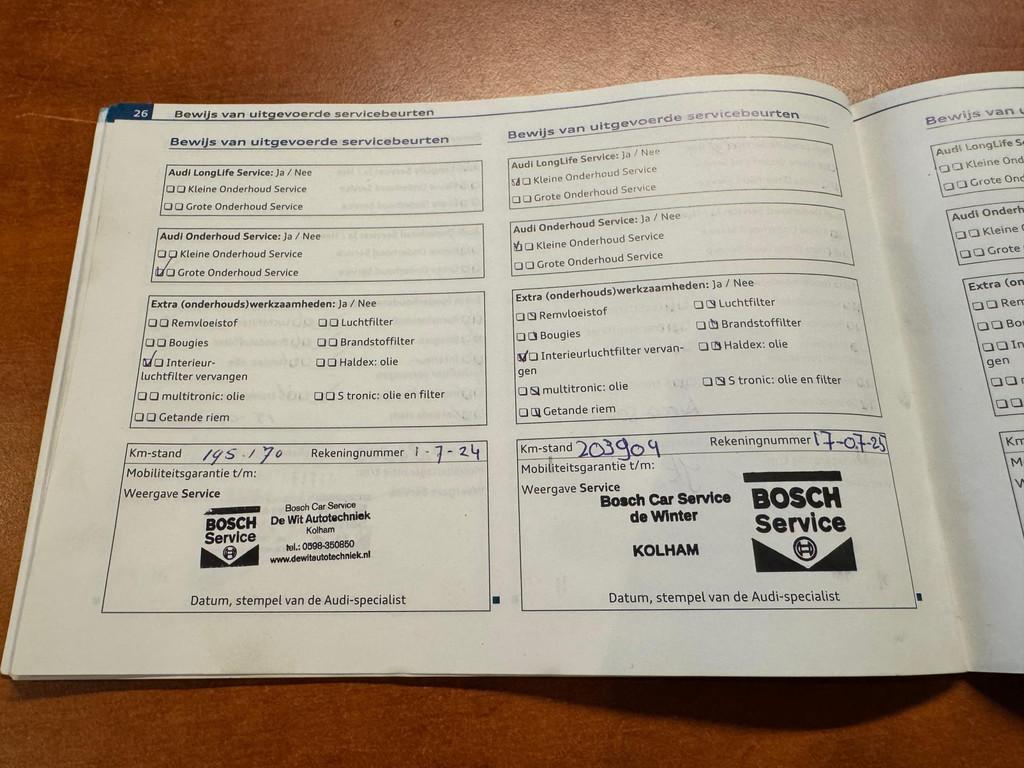 26 Bewijs van uitgevoerde servicebeurten
Bewijs van uitgevoerde servicebeurten
Audi LongLife Service: Ja / Nee
Kleine Onderhoud Service
Grote Onderhoud Service
Audi Onderhoud Service: Ja / Nee
Kleine Onderhoud Service
Grote Onderhoud Service
Extra (onderhouds)werkzaamheden: Ja / Nee
Remvloeistof Luchtfilter
Bougies Brandstoffilter
Interieur- Haldex: olie
luchtfilter vervangen
multitronic: olie S tronic: olie en filter
Getande riem
Km-stand 195.170 Rekeningnummer 1-7-24
Mobiliteitsgarantie t/m:
Weergave Service
BOSCH
Service
Bosch Car Service
De Wit Autotechniek
Kolham
tel.: 0598-350850
www.dewitautotechniek.nl
Datum, stempel van de Audi-specialist
Bewijs van uitgevoerde servicebeurten
Audi LongLife Service: Ja / Nee
Kleine Onderhoud Service
Grote Onderhoud Service
Audi Onderhoud Service: Ja / Nee
Kleine Onderhoud Service
Grote Onderhoud Service
Extra (onderhouds)werkzaamheden: Ja / Nee
Remvloeistof Luchtfilter
Bougies Brandstoffilter
Interieurluchtfilter vervan- Haldex: olie
gen
multitronic: olie S tronic: olie en filter
Getande riem
Km-stand 203904 Rekeningnummer 17-07-25
Mobiliteitsgarantie t/m:
Weergave Service
Bosch Car Service
de Winter
KOLHAM
BOSCH
Service
Datum, stempel van de Audi-specialist
Bewijs van
Audi LongLife
Kleine
Grote
Audi
Kleine
Grote
Extra
gen